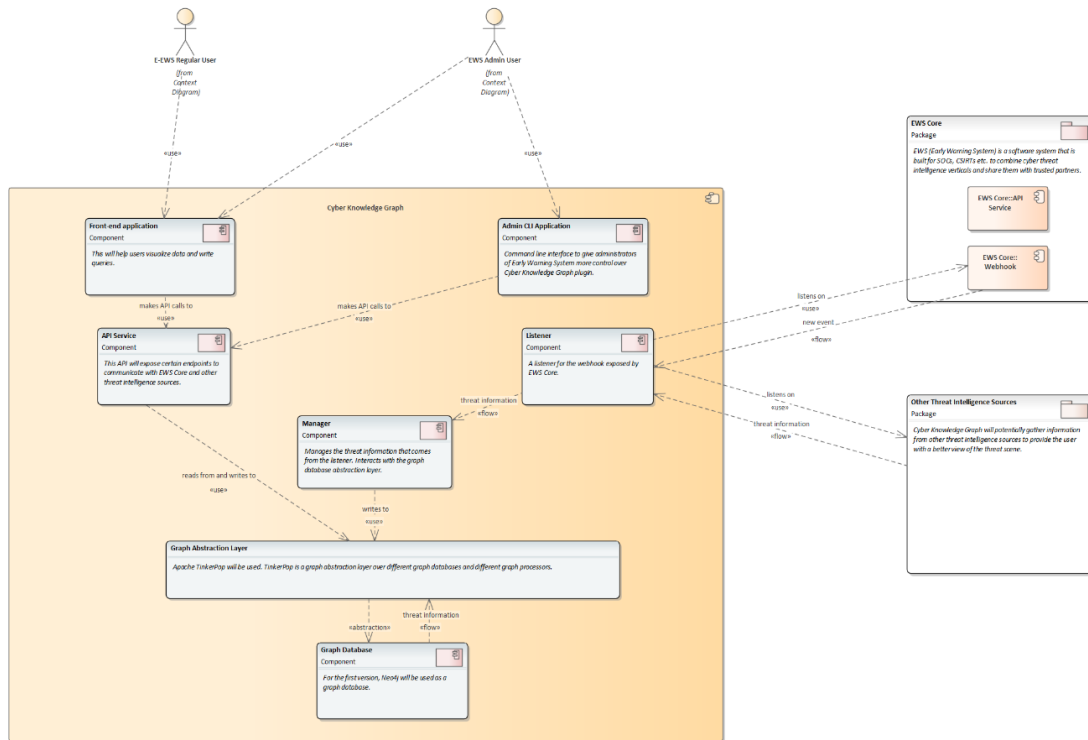 E-EWS Regular User
(from
Context
Diagram)
EWS Admin User
(from
Context
Diagram)
«use»
«use»
«use»
EWS Core
Package
EWS (Early Warning System) is a software system that is
built for SOCs, CSIRTs etc. to combine cyber threat
intelligence verticals and share them with trusted partners.
EWS Core::API
Service
EWS Core::
Webhook
Cyber Knowledge Graph
Front-end application
Component
This will help users visualize data and write
queries.
Admin CLI Application
Component
Command line interface to give administrators
of Early Warning System more control over
Cyber Knowledge Graph plugin.
makes API calls to
«use»
makes API calls to
«use»
listens on
«use»
new event
«flow»
API Service
Component
This API will expose certain endpoints to
communicate with EWS Core and other
threat intelligence sources.
Listener
Component
A listener for the webhook exposed by
EWS Core.
listens on
«use»
threat information
«flow»
threat information
«flow»
Other Threat Intelligence Sources
Package
Cyber Knowledge Graph will potentially gather information
from other threat intelligence sources to provide the user
with a better view of the threat scene.
Manager
Component
Manages the threat information that comes
from the listener. Interacts with the graph
database abstraction layer.
reads from and writes to
«use»
writes to
«use»
Graph Abstraction Layer
Apache TinkerPop will be used. TinkerPop is a graph abstraction layer over different graph databases and different graph processors.
«abstraction»
threat information
«flow»
Graph Database
Component
For the first version, Neo4j will be used as a
graph database.